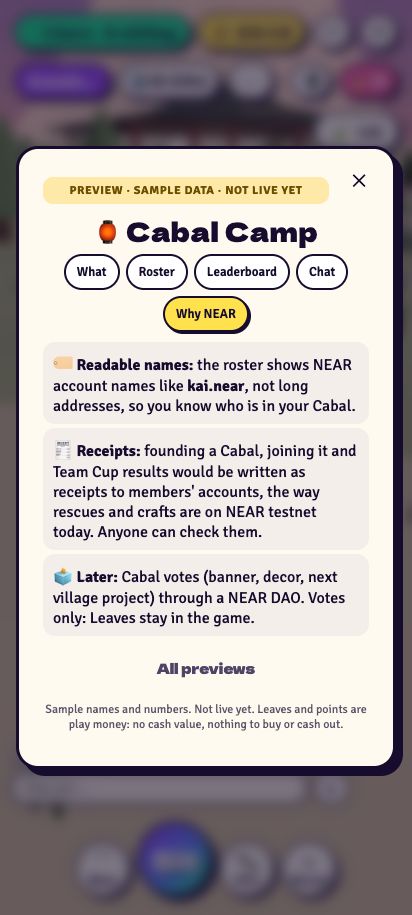 PREVIEW · SAMPLE DATA · NOT LIVE YET
Cabal Camp
What
Roster
Leaderboard
Chat
Why NEAR
Readable names: the roster shows NEAR
account names like kai.near, not long
addresses, so you know who is in your Cabal.
Receipts: founding a Cabal, joining it and
Team Cup results would be written as
receipts to members' accounts, the way
rescues and crafts are on NEAR testnet
today. Anyone can check them.
Later: Cabal votes (banner, decor, next
village project) through a NEAR DAO. Votes
only: Leaves stay in the game.
All previews
Sample names and numbers. Not live yet. Leaves and points are
play money: no cash value, nothing to buy or cash out.